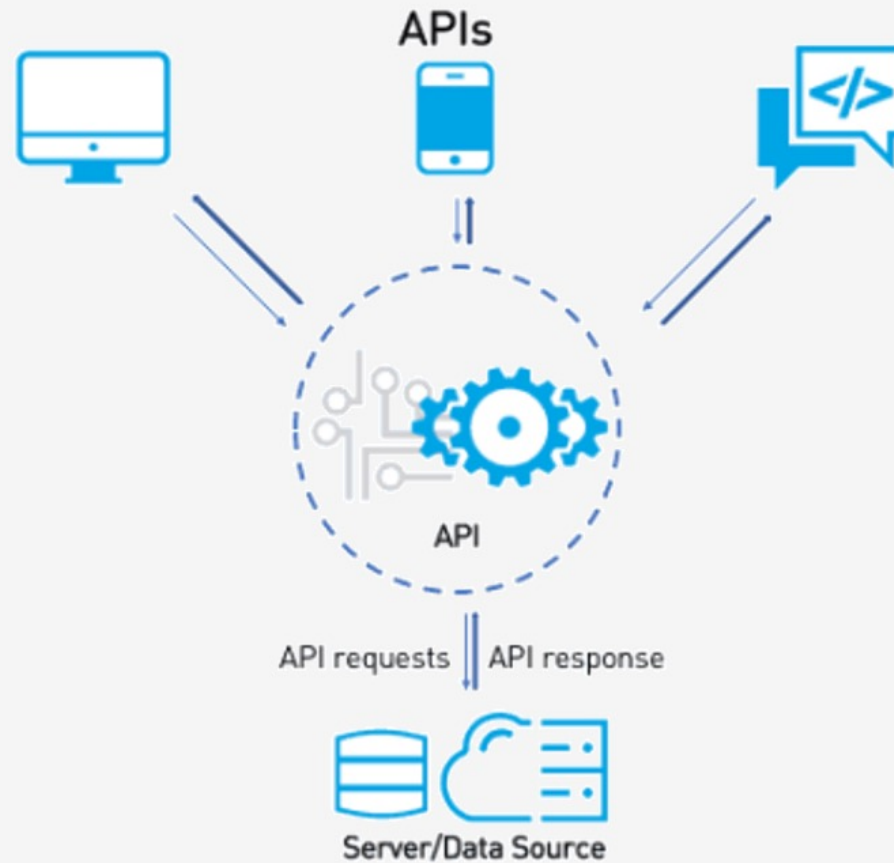 APIs
</>
API
API requests
API response
Server/Data Source